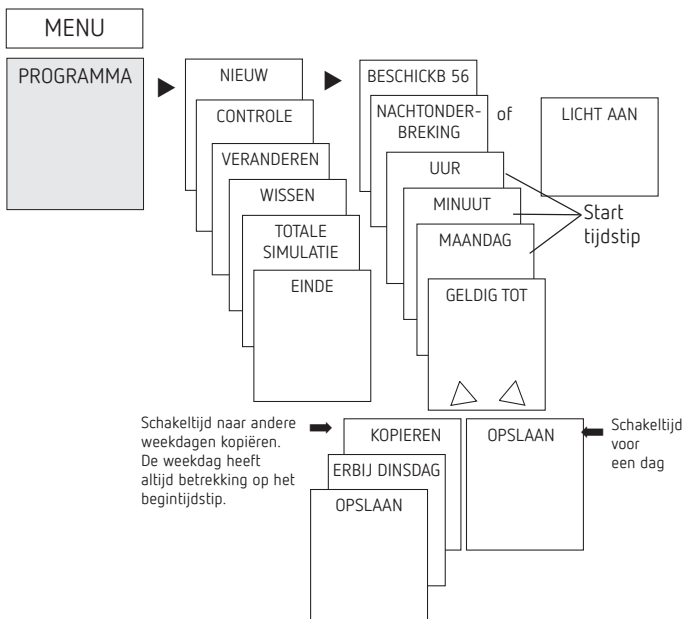 MENU
PROGRAMMA
NIEUW
CONTROLE
VERANDEREN
WISSEN
TOTALE
SIMULATIE
EINDE
BESCHICKB 56
NACHTONDER-
BREKING
of
LICHT AAN
UUR
MINUUT
MAANDAG
Start
tijdstip
GELDIG TOT
Schakeltijd naar andere
weekdagen kopiëren.
De weekdag heeft
altijd betrekking op het
begintijdstip.
KOPIEREN
ERBIJ DINSDAG
OPSLAAN
OPSLAAN
Schakeltijd
voor
een dag